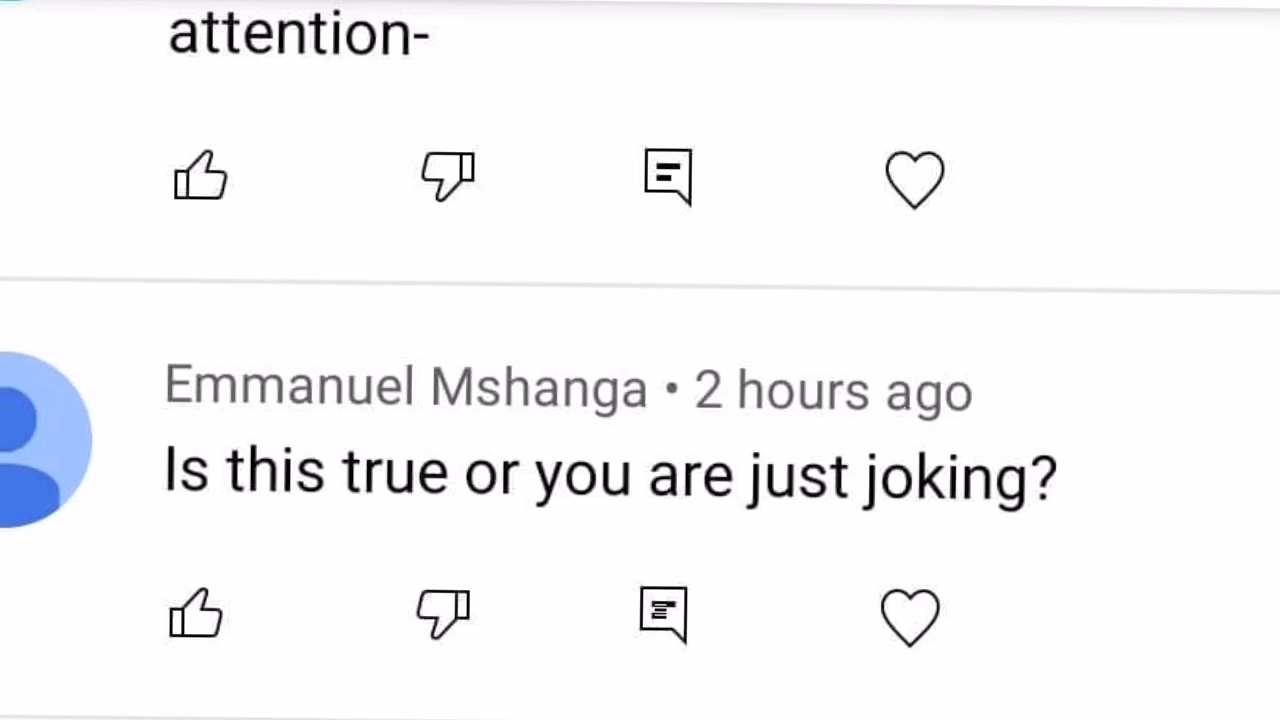 attention-
Emmanuel Mshanga • 2 hours ago
Is this true or you are just joking?